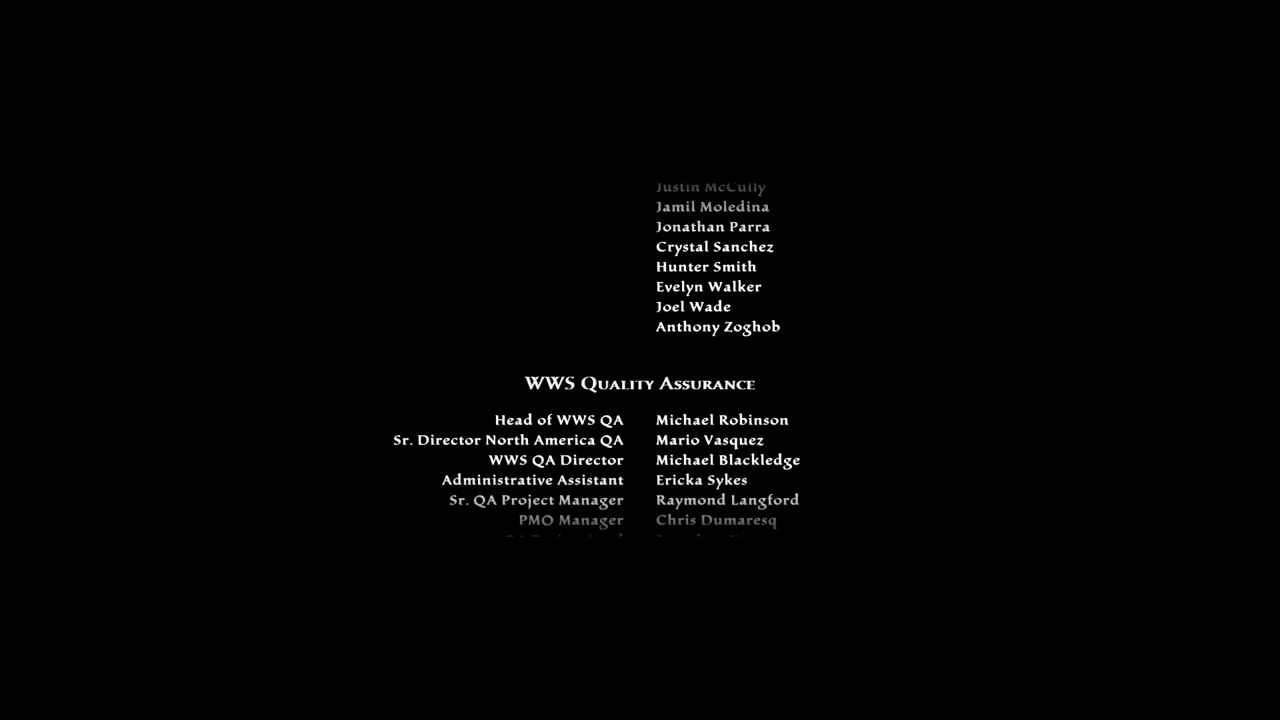 Justin McCully
Jamil Moledina
Jonathan Parra
Crystal Sanchez
Hunter Smith
Evelyn Walker
Joel Wade
Anthony Zoghob
WWS Quality Assurance
Head of WWS QA Michael Robinson
Sr. Director North America QA Mario Vasquez
WWS QA Director Michael Blackledge
Administrative Assistant Ericka Sykes
Sr. QA Project Manager Raymond Langford
PMO Manager Chris Dumaresq